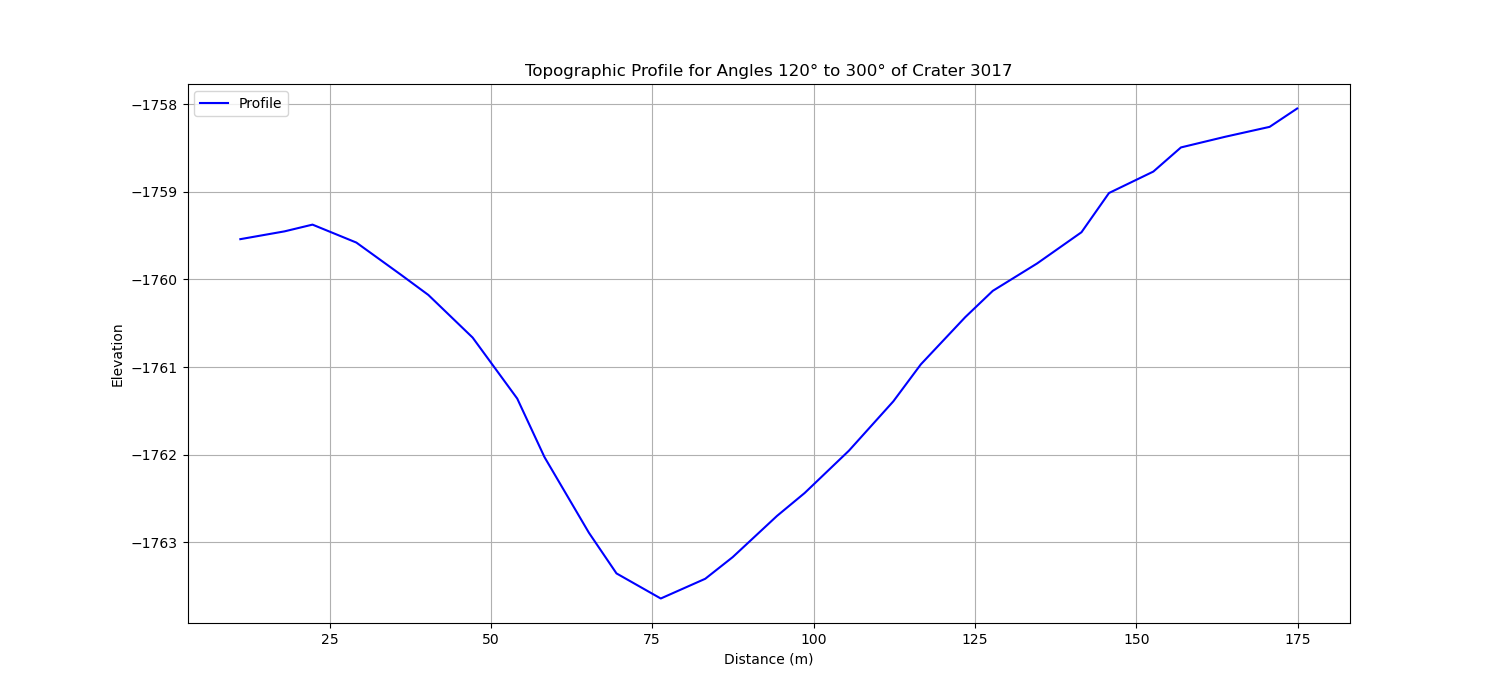 Topographic Profile for Angles 120° to 300° of Crater 3017
Profile
Elevation
−1758
−1759
−1760
−1761
−1762
−1763
25 50 75 100 125 150 175
Distance (m)